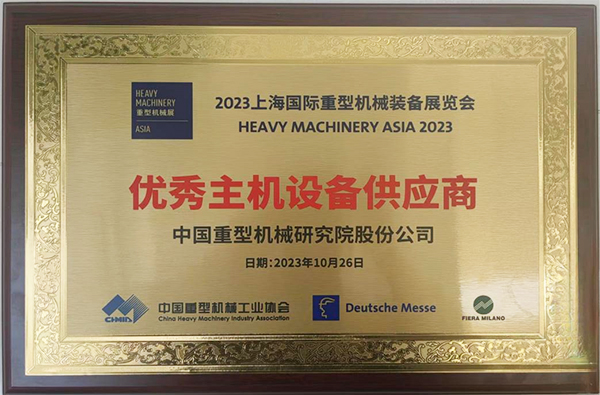 HEAVY
MACHINERY
重型机械展
ASIA
2023上海国际重型机械装备展览会
HEAVY MACHINERY ASIA 2023
优秀主机设备供应商
中国重型机械研究院股份公司
日期:2023年10月26日
CHMIA
中国重型机械工业协会
China Heavy Machinery Industry Association
Deutsche Messe
FIERA MILANO